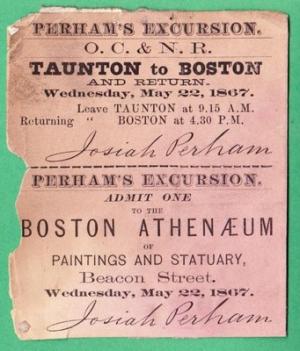 PERHAM'S EXCURSION.
O. C. & N. R.
TAUNTON to BOSTON
AND RETURN.
Wednesday, May 22, 1867.
Leave TAUNTON at 9.15 A.M.
Returning " BOSTON at 4.30 P.M.
Josiah Perham
PERHAM'S EXCURSION.
ADMIT ONE
TO THE
BOSTON ATHENÆUM
OF
PAINTINGS AND STATUARY,
Beacon Street.
Wednesday, May 22, 1867.
Josiah Perham